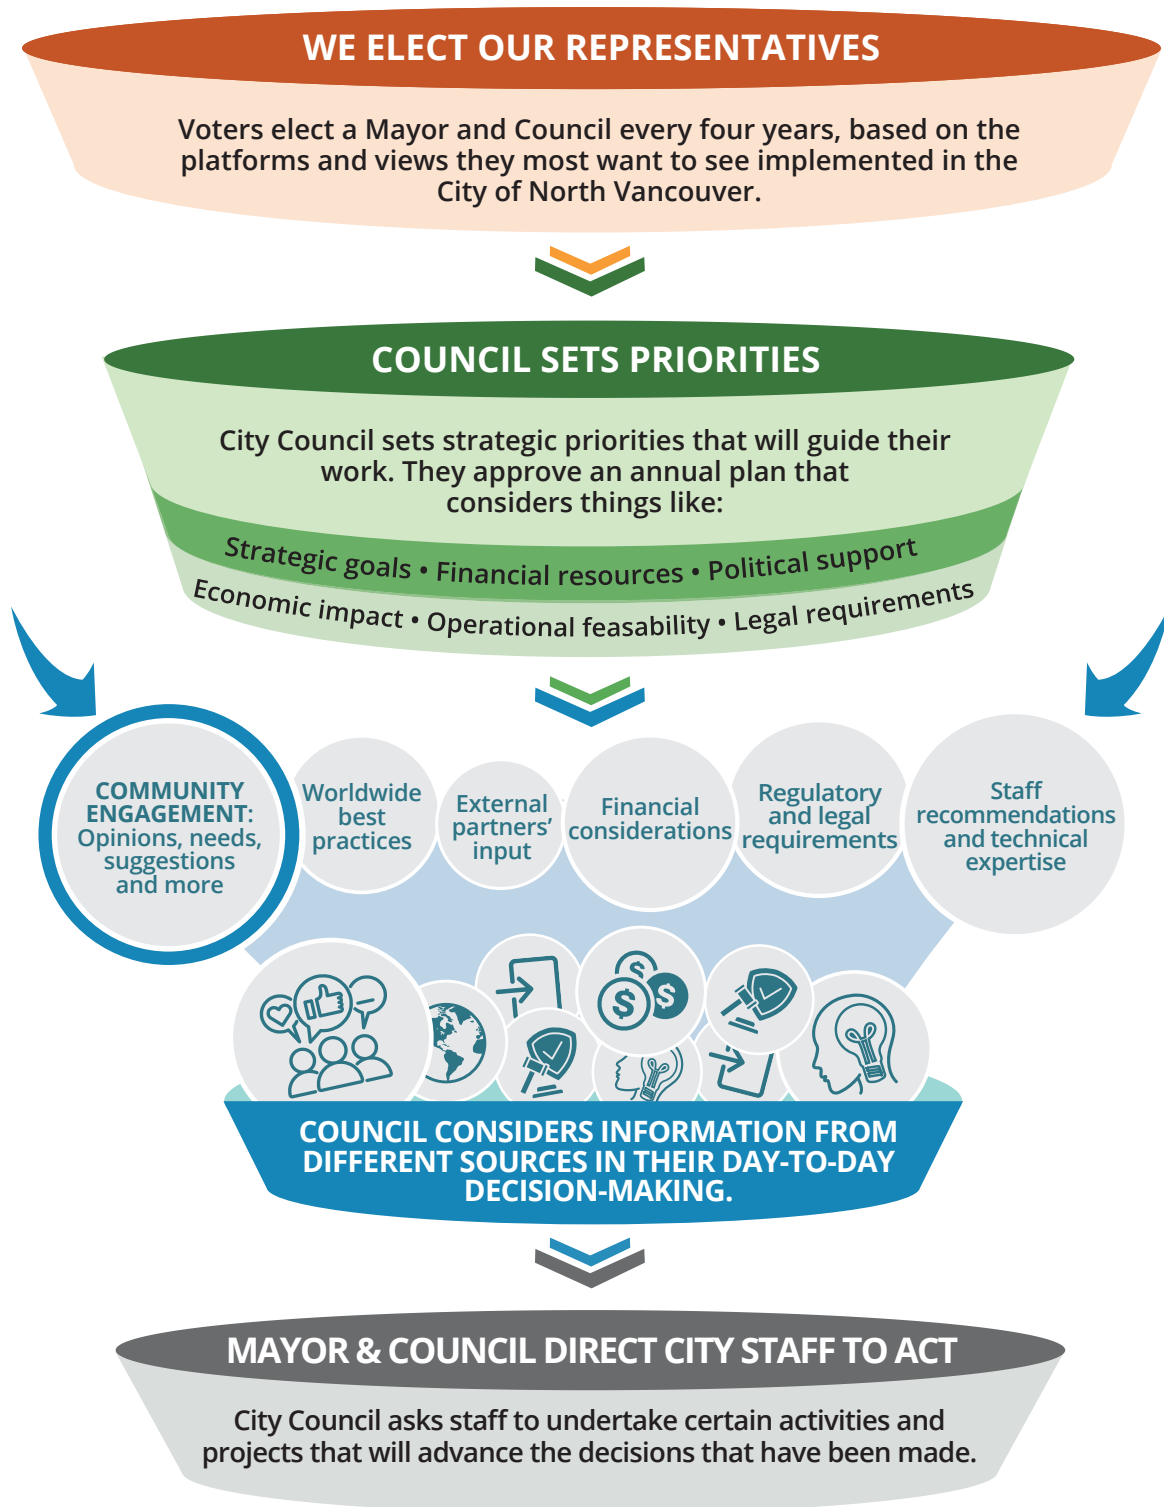 WE ELECT OUR REPRESENTATIVES
Voters elect a Mayor and Council every four years, based on the
platforms and views they most want to see implemented in the
City of North Vancouver.
COUNCIL SETS PRIORITIES
City Council sets strategic priorities that will guide their
work. They approve an annual plan that
considers things like:
Strategic goals • Financial resources • Political support
Economic impact • Operational feasability • Legal requirements
COMMUNITY
ENGAGEMENT:
Opinions, needs,
suggestions
and more
Worldwide
best
practices
External
partners'
input
Financial
considerations
Regulatory
and legal
requirements
Staff
recommendations
and technical
expertise
$
$
$
COUNCIL CONSIDERS INFORMATION FROM
DIFFERENT SOURCES IN THEIR DAY-TO-DAY
DECISION-MAKING.
MAYOR & COUNCIL DIRECT CITY STAFF TO ACT
City Council asks staff to undertake certain activities and
projects that will advance the decisions that have been made.